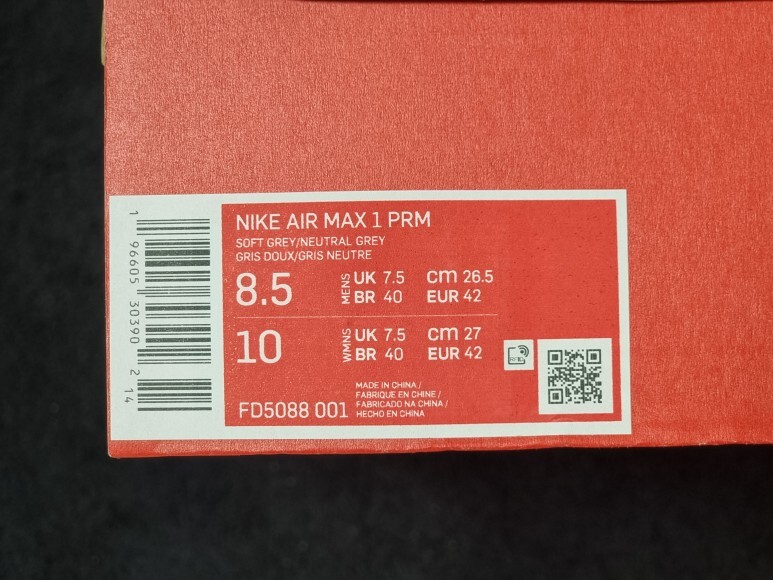 NIKE AIR MAX 1 PRM
SOFT GREY/NEUTRAL GREY
GRIS DOUX/GRIS NEUTRE
8.5 MENS UK 7.5 cm 26.5
BR 40 EUR 42
10 WMNS UK 7.5 cm 27
BR 40 EUR 42
FD5088 001
MADE IN CHINA /
FABRIQUE EN CHINE /
FABRICADO NA CHINA /
HECHO EN CHINA
1 96605 30390 2 14